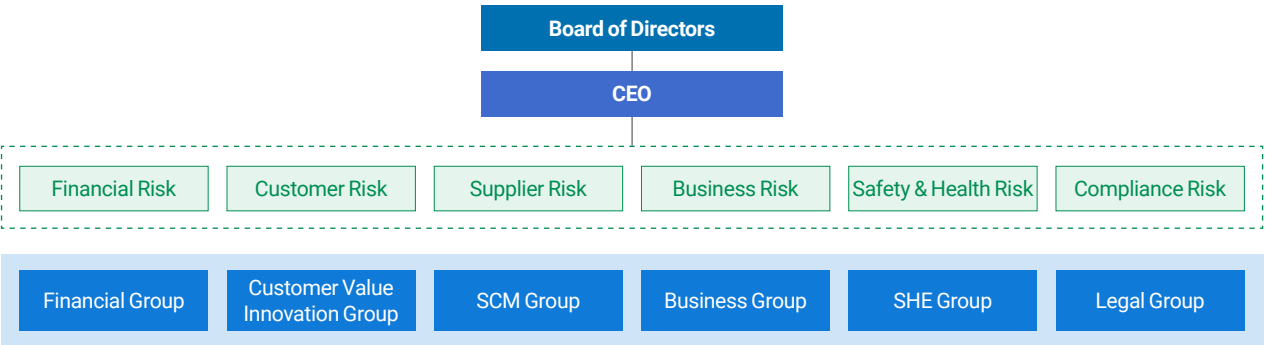 Board of Directors
CEO
Financial Risk
Customer Risk
Supplier Risk
Business Risk
Safety & Health Risk
Compliance Risk
Financial Group
Customer Value
Innovation Group
SCM Group
Business Group
SHE Group
Legal Group